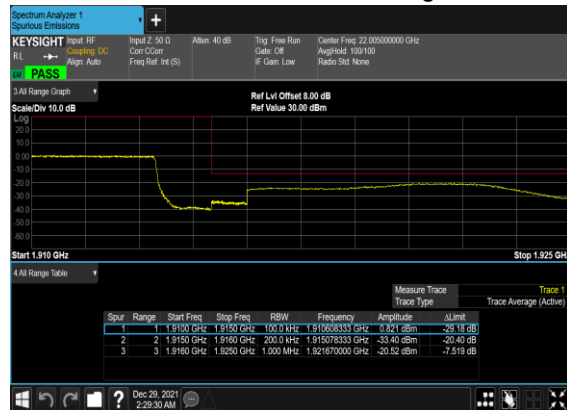 Spectrum Analyzer 1
Spurious Emissions
KEYSIGHT Input: RF Input Z: 50 Ω Atten: 40 dB Trig: Free Run Center Freq: 22.005000000 GHz
RL Coupling: DC Corr CCorr Gate: Off Avg|Hold: 100/100
Align: Auto Freq Ref: Int (S) IF Gain: Low Radio Std: None
PASS
3 All Range Graph
Ref Lvl Offset 8.00 dB
Scale/Div 10.0 dB Ref Value 30.00 dBm
Log
20.0
10.0
0.00
-10.0
-20.0
-30.0
-40.0
-50.0
-60.0
Start 1.910 GHz Stop 1.925 GH
4 All Range Table
Measure Trace Trace 1
Trace Type Trace Average (Active)
Spur Range Start Freq Stop Freq RBW Frequency Amplitude ΔLimit
1 1 1.9100 GHz 1.9150 GHz 100.0 kHz 1.910608333 GHz 0.821 dBm -29.18 dB
2 2 1.9150 GHz 1.9160 GHz 200.0 kHz 1.915078333 GHz -33.40 dBm -20.40 dB
3 3 1.9160 GHz 1.9250 GHz 1.000 MHz 1.921670000 GHz -20.52 dBm -7.519 dB
? Dec 29, 2021
2:29:30 AM